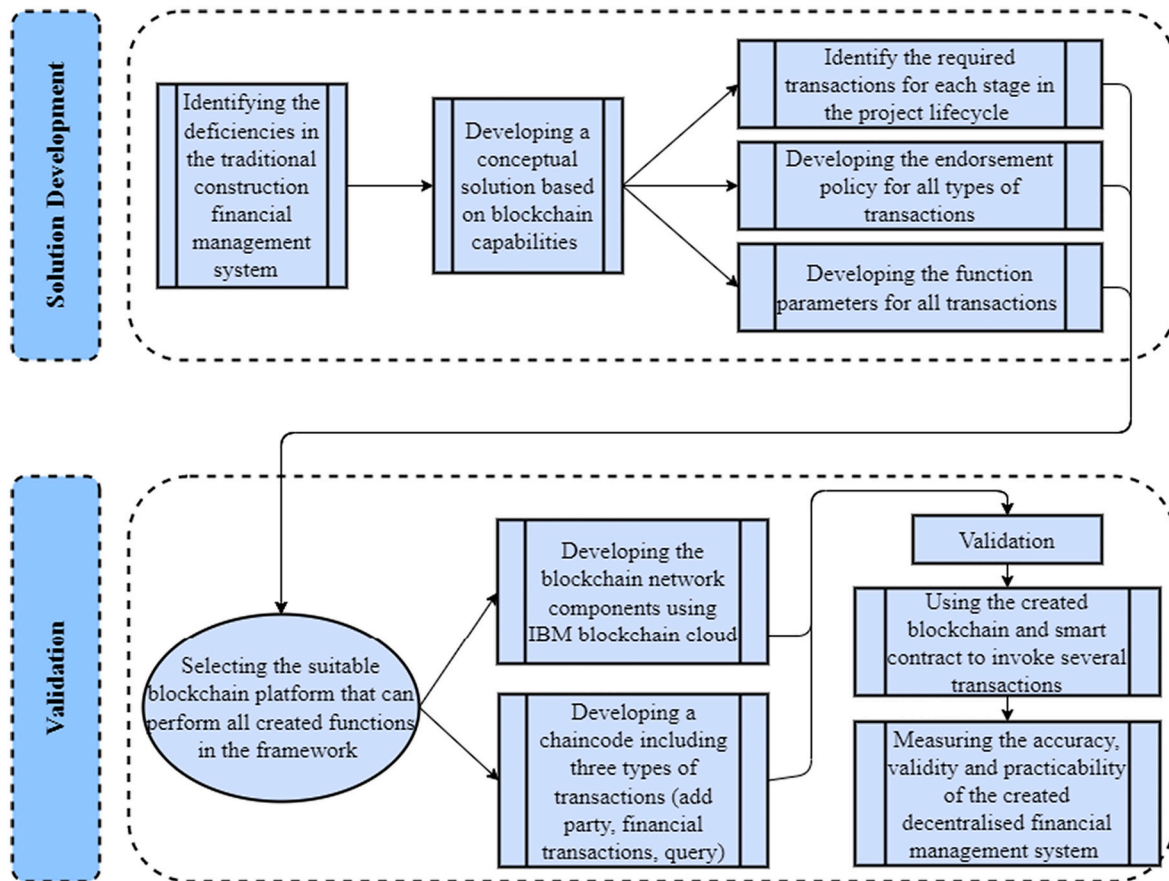 Solution Development
Identifying the
deficiencies in
the traditional
construction
financial
management
system
Developing a
conceptual
solution based
on blockchain
capabilities
Identify the required
transactions for each stage in
the project lifecycle
Developing the endorsement
policy for all types of
transactions
Developing the function
parameters for all transactions
Validation
Selecting the suitable
blockchain platform that can
perform all created functions
in the framework
Developing the
blockchain network
components using
IBM blockchain cloud
Developing a
chaincode including
three types of
transactions (add
party, financial
transactions, query)
Validation
Using the created
blockchain and smart
contract to invoke several
transactions
Measuring the accuracy,
validity and practicability
of the created
decentralised financial
management system